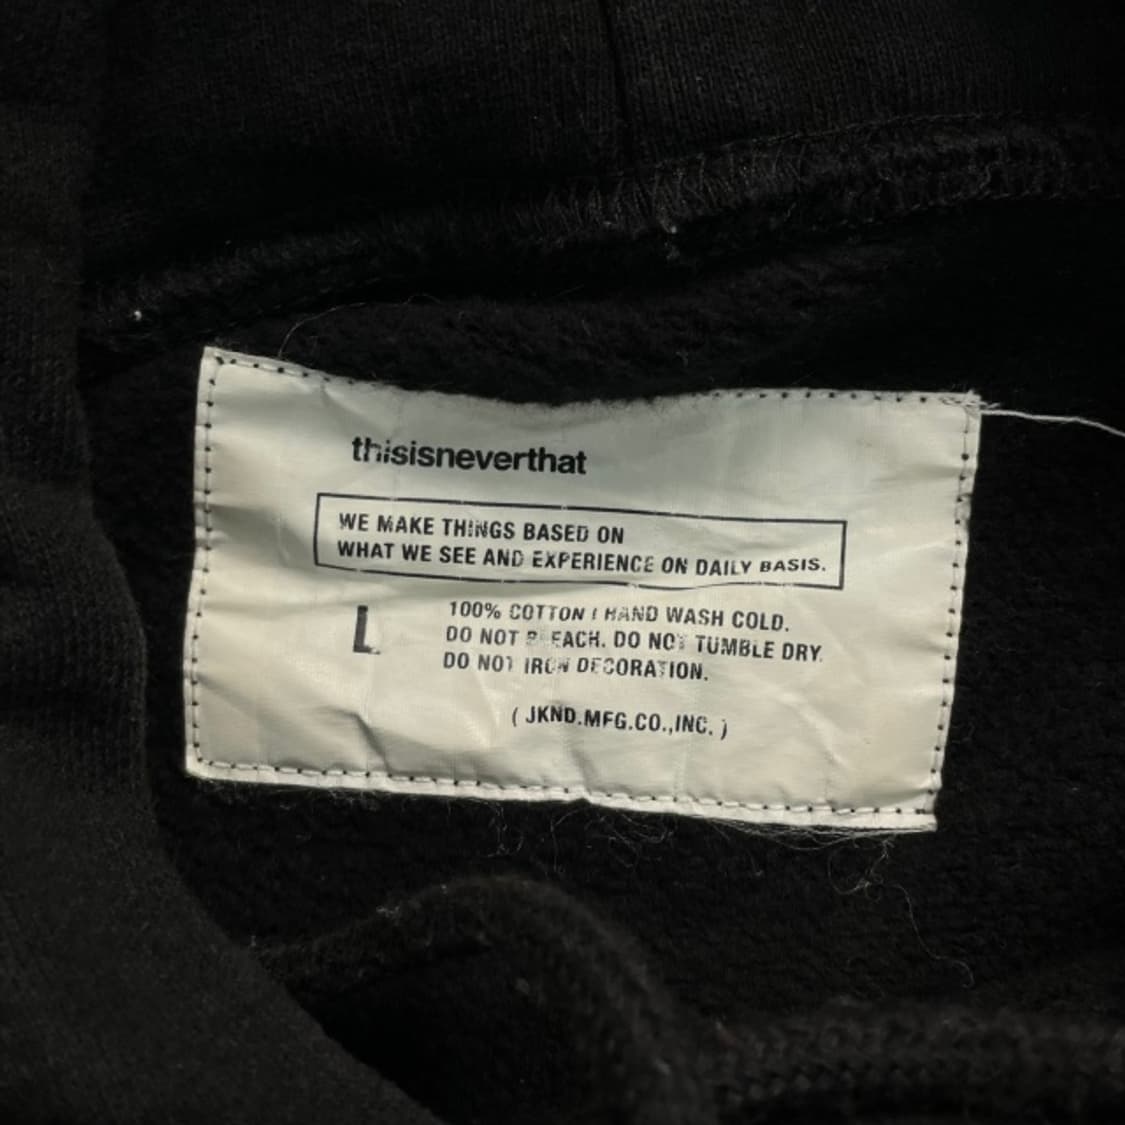 thisisneverthat
WE MAKE THINGS BASED ON
WHAT WE SEE AND EXPERIENCE ON DAILY BASIS.
L
100% COTTON / HAND WASH COLD.
DO NOT BLEACH. DO NOT TUMBLE DRY.
DO NOT IRON DECORATION.
( JKND.MFG.CO.,INC. )